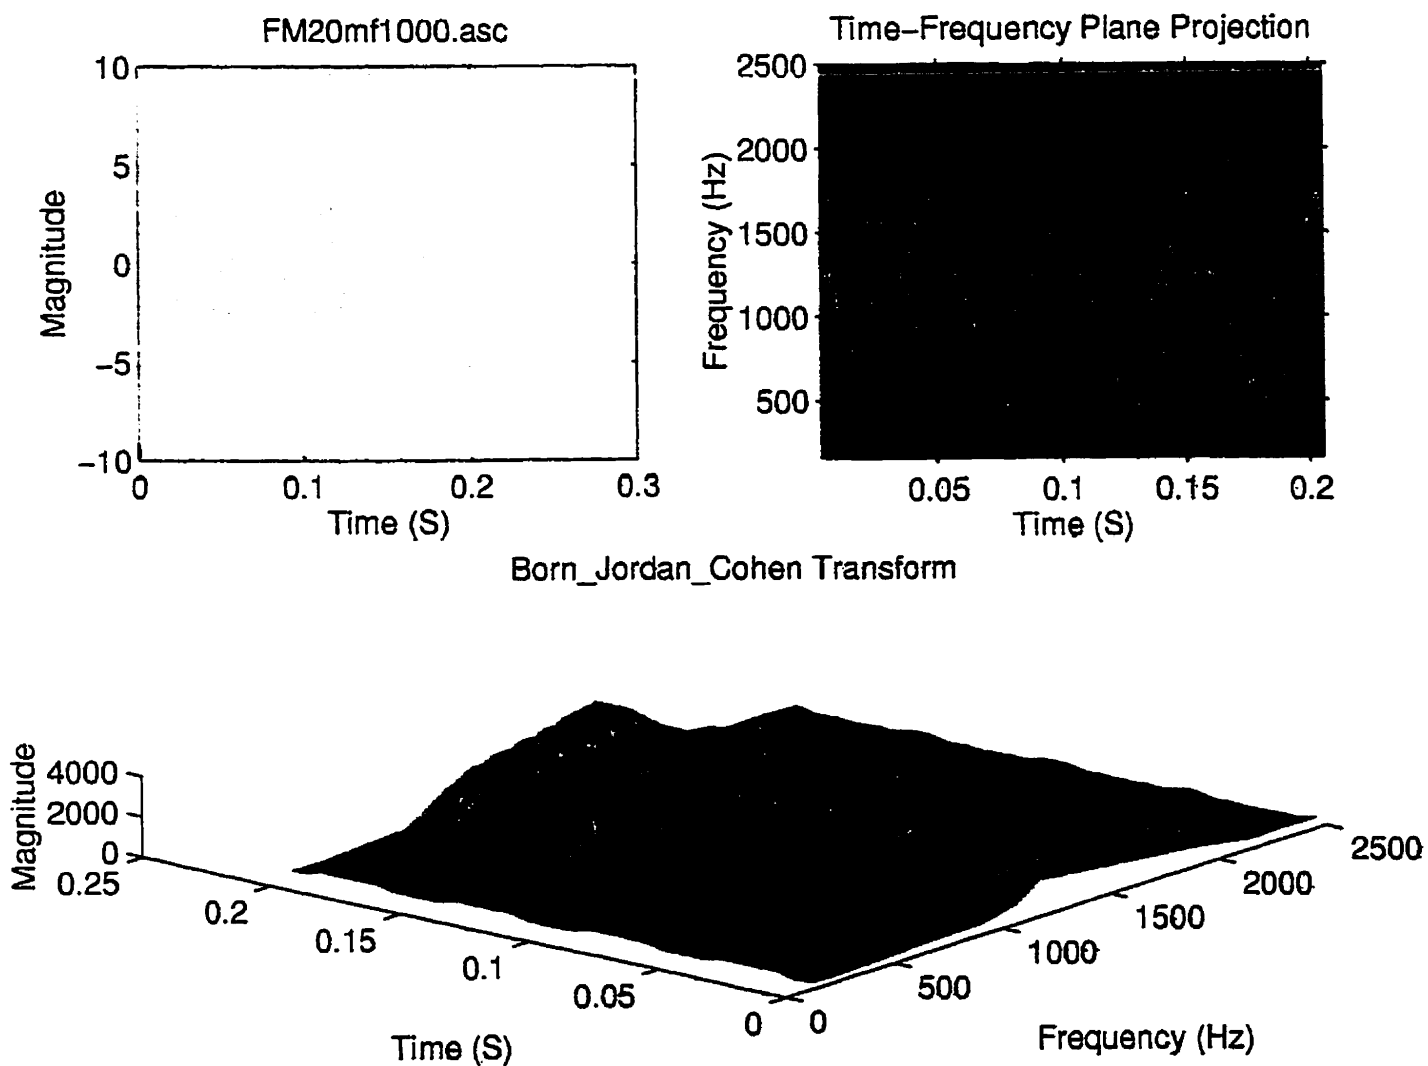 FM20mf1000.asc
10
5
0
−5
−10
Magnitude
0 0.1 0.2 0.3
Time (S)
Time−Frequency Plane Projection
2500
2000
1500
1000
500
Frequency (Hz)
0.05 0.1 0.15 0.2
Time (S)
Born_Jordan_Cohen Transform
Magnitude
4000
2000
0
0.25
0.2
0.15
0.1
0.05
0
Time (S)
0
500
1000
1500
2000
2500
Frequency (Hz)